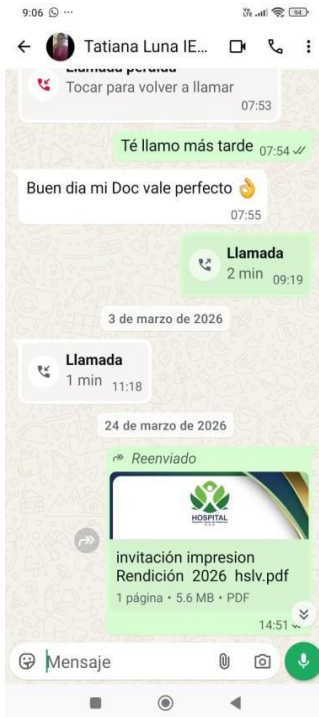 9:06
94
Tatiana Luna IE...
Llamada perdida
Tocar para volver a llamar
07:53
Té llamo más tarde 07:54
Buen dia mi Doc vale perfecto 👌
07:55
Llamada
2 min 09:19
3 de marzo de 2026
Llamada
1 min 11:18
24 de marzo de 2026
Reenviado
HOSPITAL
invitación impresion
Rendición 2026 hslv.pdf
1 página • 5.6 MB • PDF
14:51
Mensaje